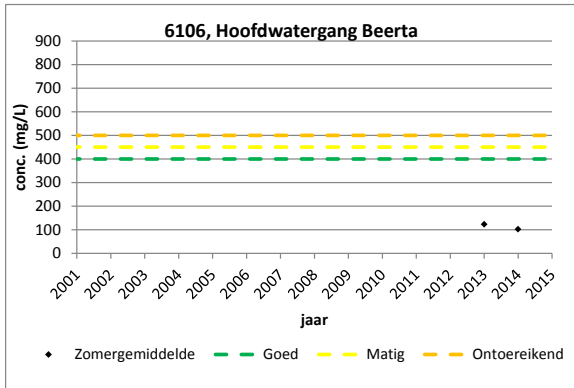 6106, Hoofdwatergang Beerta
900
800
700
600
500
400
300
200
100
0
conc. (mg/L)
2001 2002 2003 2004 2005 2006 2007 2008 2009 2010 2011 2012 2013 2014 2015
jaar
Zomergemiddelde Goed Matig Ontoereikend